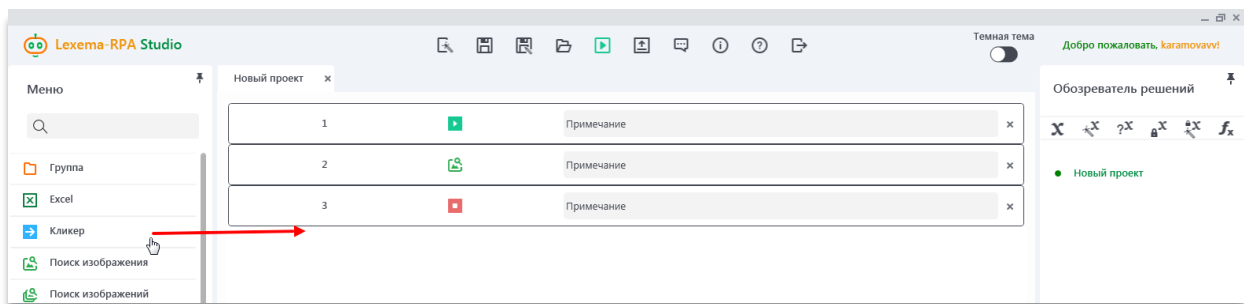 Lexema-RPA Studio
Темная тема
Добро пожаловать, karamovavv!
Меню
Новый проект
Обозреватель решений
1 Примечание
2 Примечание
3 Примечание
x x ?x x x fx
Группа
Excel
Кликер
Поиск изображения
Поиск изображений
Новый проект